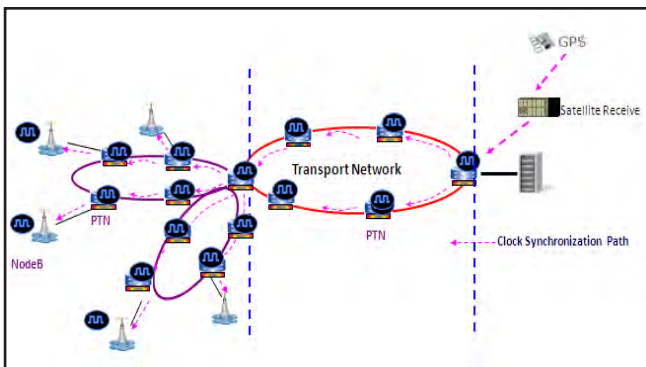 GPS
Satellite Receive
Transport Network
PTN
PTN
NodeB
Clock Synchronization Path